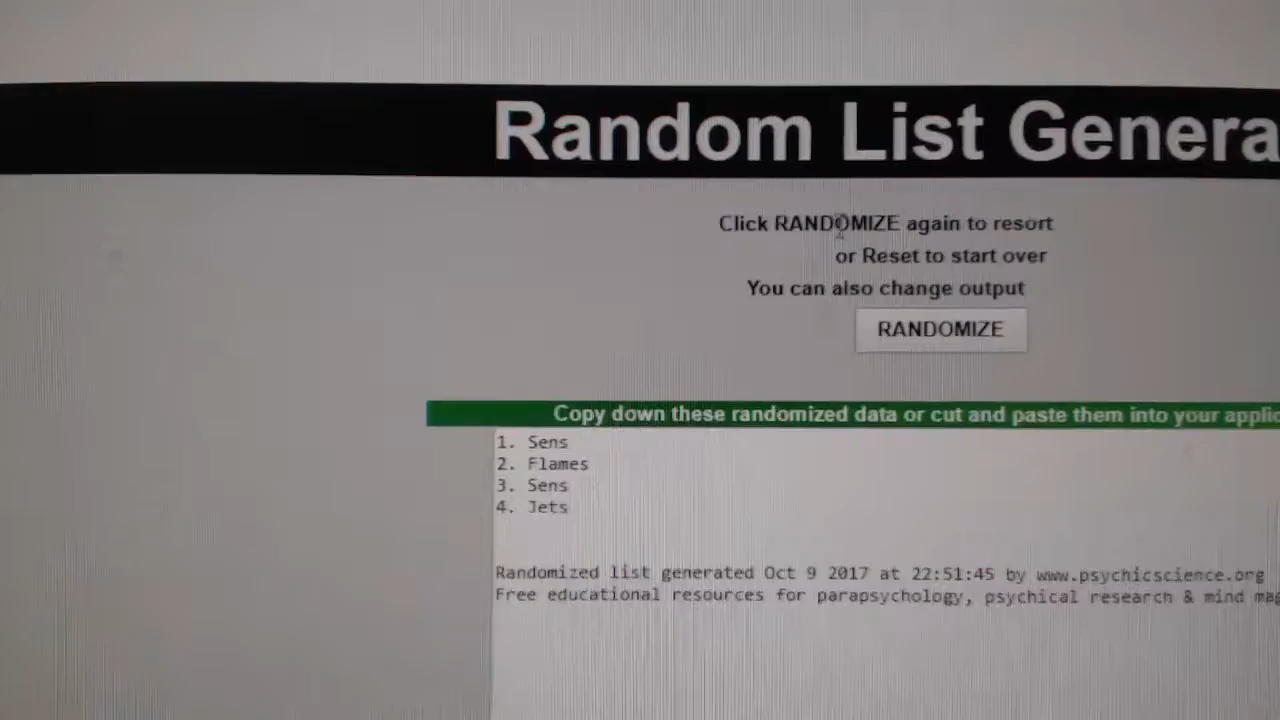 Random List Genera
Click RANDOMIZE again to resort
or Reset to start over
You can also change output
RANDOMIZE
Copy down these randomized data or cut and paste them into your applic
1. Sens
2. Flames
3. Sens
4. Jets
Randomized list generated Oct 9 2017 at 22:51:45 by www.psychicscience.org
Free educational resources for parapsychology, psychical research & mind mag